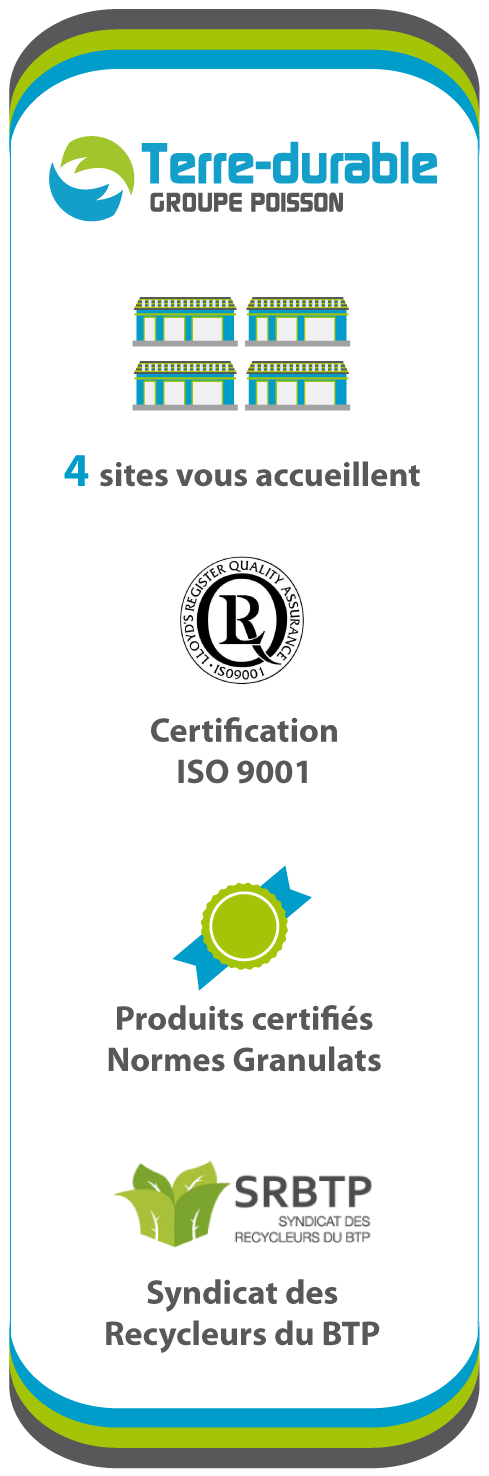 Terre-durable
GROUPE POISSON
4 sites vous accueillent
LLOYD'S REGISTER QUALITY ASSURANCE
LRQ
· ISO9001 ·
Certification
ISO 9001
Produits certifiés
Normes Granulats
SRBTP
SYNDICAT DES
RECYCLEURS DU BTP
Syndicat des
Recycleurs du BTP